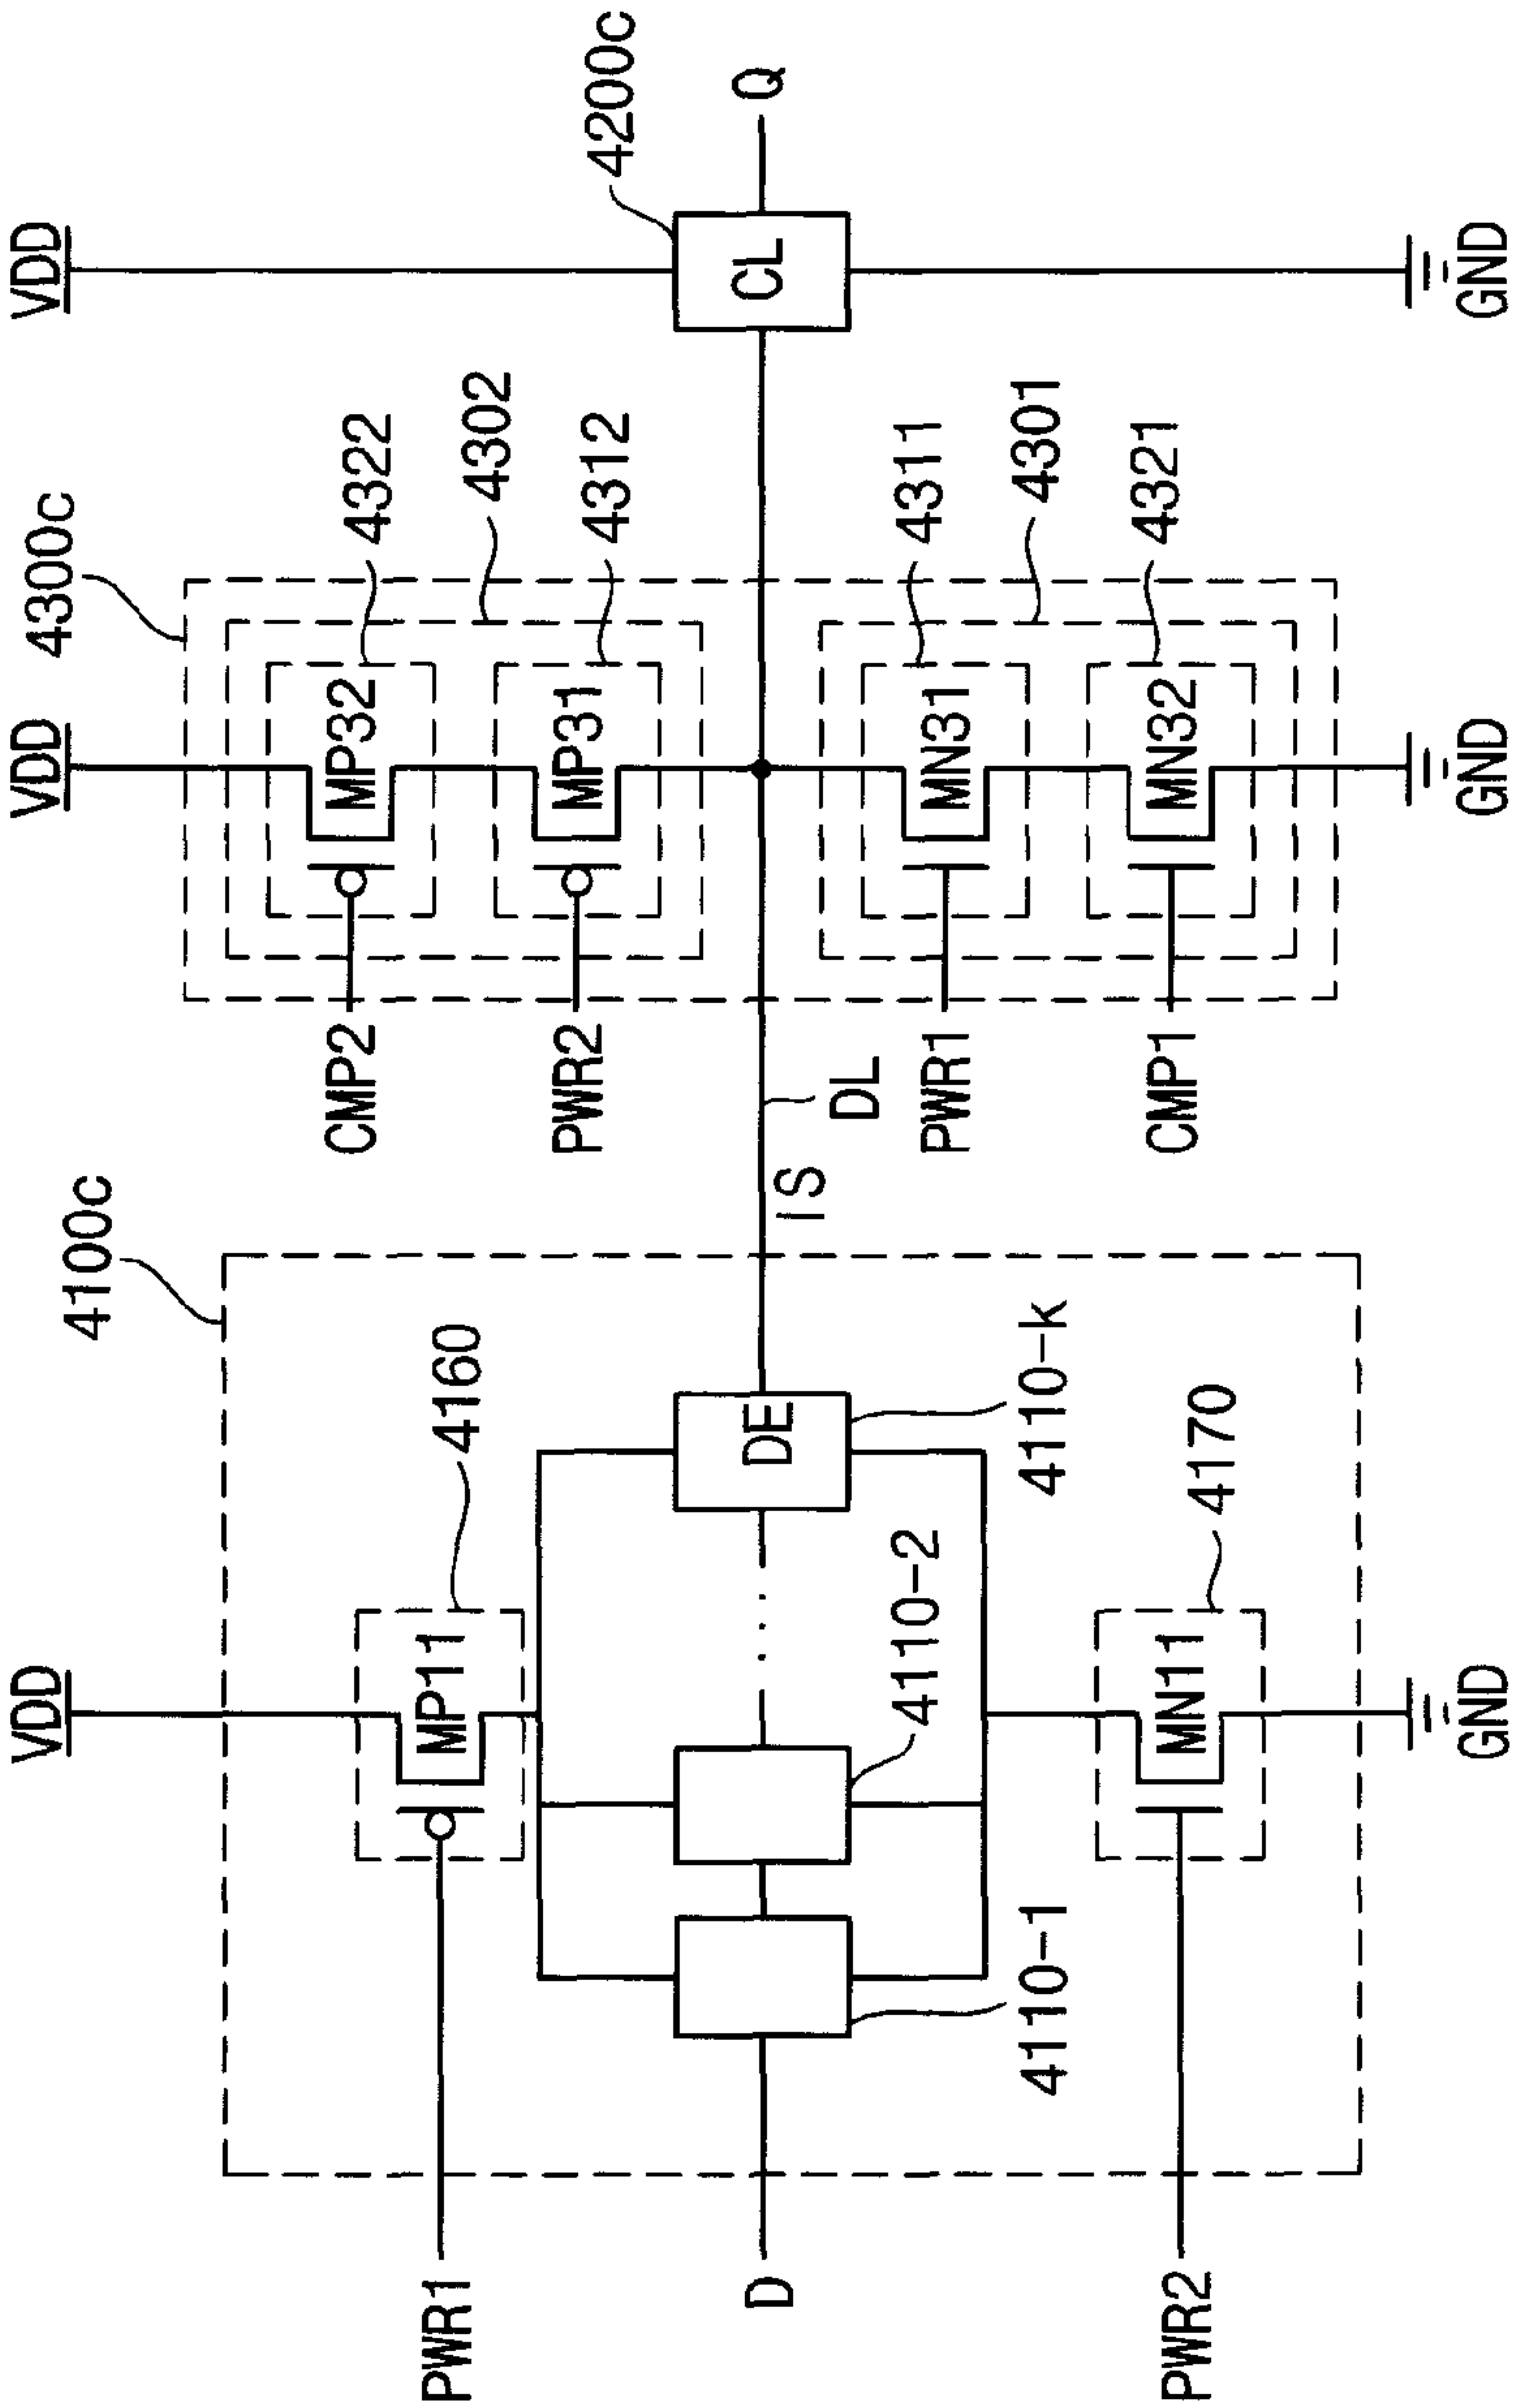 VDD
VDD
VDD
4100c
4300c
4160
MP11
PWR1
CMP2
MP32
4322
4302
PWR2
MP31
4312
4200c
D
DE
IS
DL
CL
Q
4110-1
4110-2
4110-k
PWR1
MN31
4311
4301
CMP1
MN32
4321
PWR2
MN11
4170
GND
GND
GND